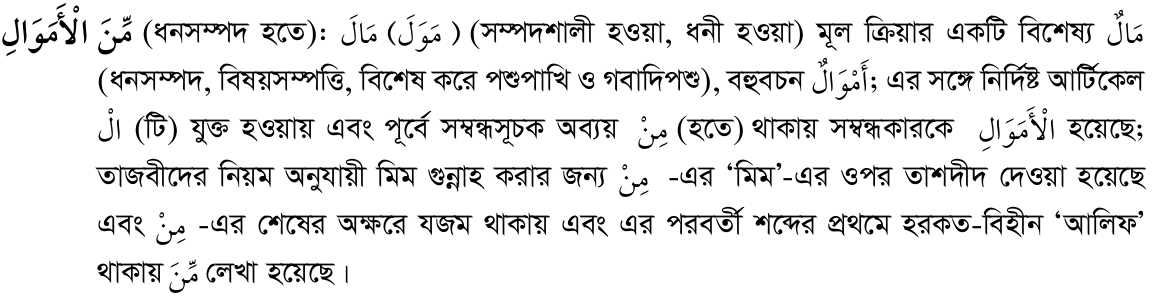 مِّنَ الْأَمَوَالِ (ধনসম্পদ হতে): مَالَ (مَوَلَ ) (সম্পদশালী হওয়া, ধনী হওয়া) মূল ক্রিয়ার একটি বিশেষ্য مَالٌ
(ধনসম্পদ, বিষয়সম্পত্তি, বিশেষ করে পশুপাখি ও গবাদিপশু), বহুবচন أَمْوَالٌ; এর সঙ্গে নির্দিষ্ট আর্টিকেল
الْ (টি) যুক্ত হওয়ায় এবং পূর্বে সম্বন্ধসূচক অব্যয় مِنْ (হতে) থাকায় সম্বন্ধকারকে الْأَمَوَالِ হয়েছে;
তাজবীদের নিয়ম অনুযায়ী মিম গুন্নাহ করার জন্য مِنْ -এর ‘মিম’-এর ওপর তাশদীদ দেওয়া হয়েছে
এবং مِنْ -এর শেষের অক্ষরে যজম থাকায় এবং এর পরবর্তী শব্দের প্রথমে হরকত-বিহীন ‘আলিফ’
থাকায় مِّنَ লেখা হয়েছে।